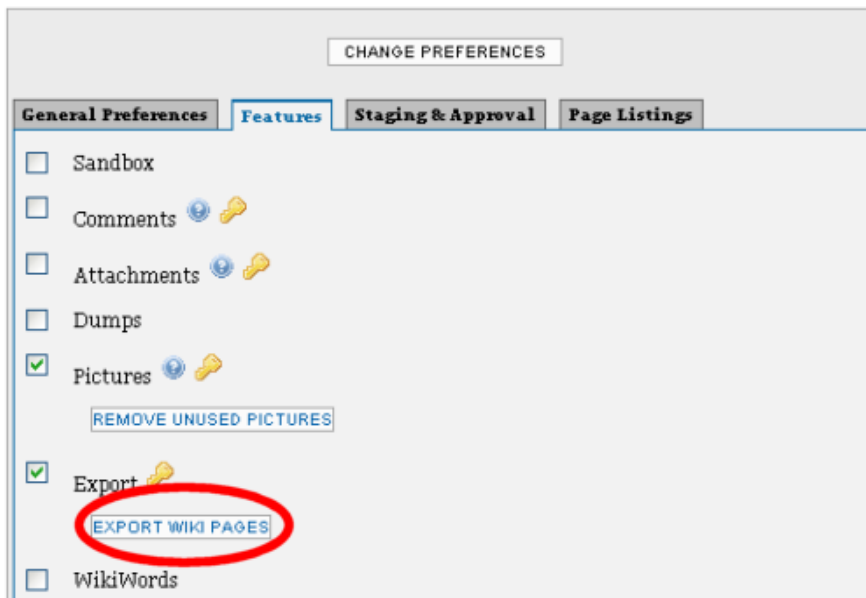 CHANGE PREFERENCES
General Preferences Features Staging & Approval Page Listings
Sandbox
Comments
Attachments
Dumps
Pictures
REMOVE UNUSED PICTURES
Export
EXPORT WIKI PAGES
WikiWords